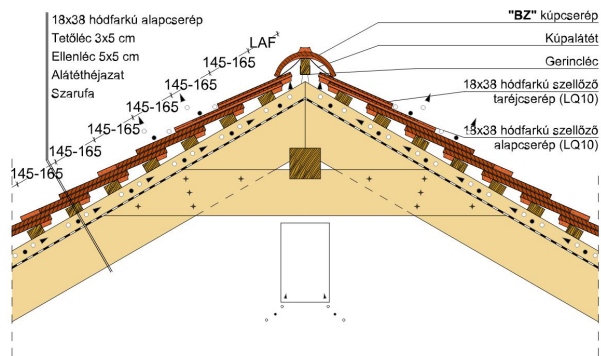 18x38 hódfarkú alapcserép
Tetőléc 3x5 cm
Ellenléc 5x5 cm
Alátéthéjazat
Szarufa
LAF
145-165
145-165
145-165
145-165
145-165
145-165
"BZ" kúpcserép
Kúpalátét
Gerincléc
18x38 hódfarkú szellőző
taréjcserép (LQ10)
18x38 hódfarkú szellőző
alapcserép (LQ10)